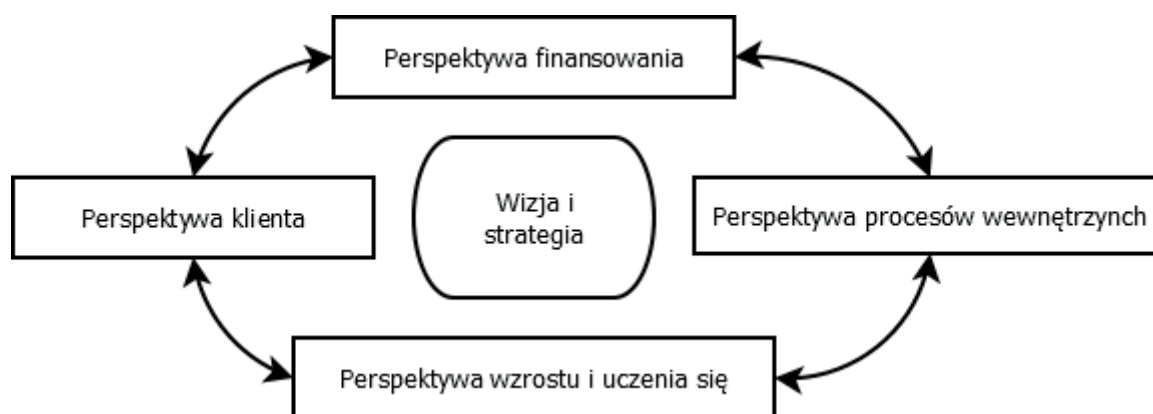 Perspektywa finansowania
Perspektywa klienta
Wizja i
strategia
Perspektywa procesów wewnętrzynch
Perspektywa wzrostu i uczenia się